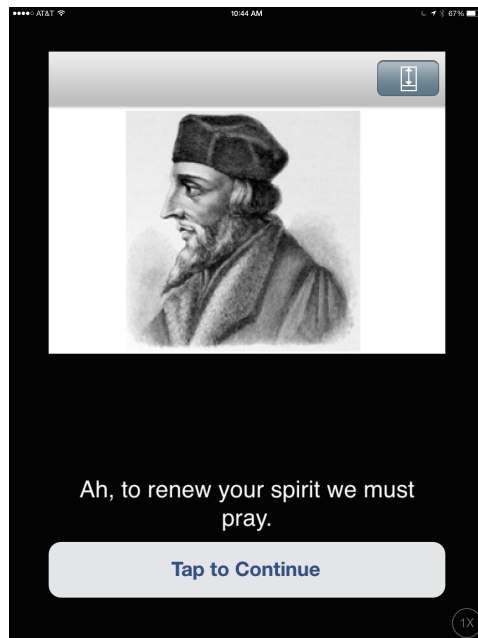 AT&T
10:44 AM
67%
Ah, to renew your spirit we must
pray.
Tap to Continue
1X